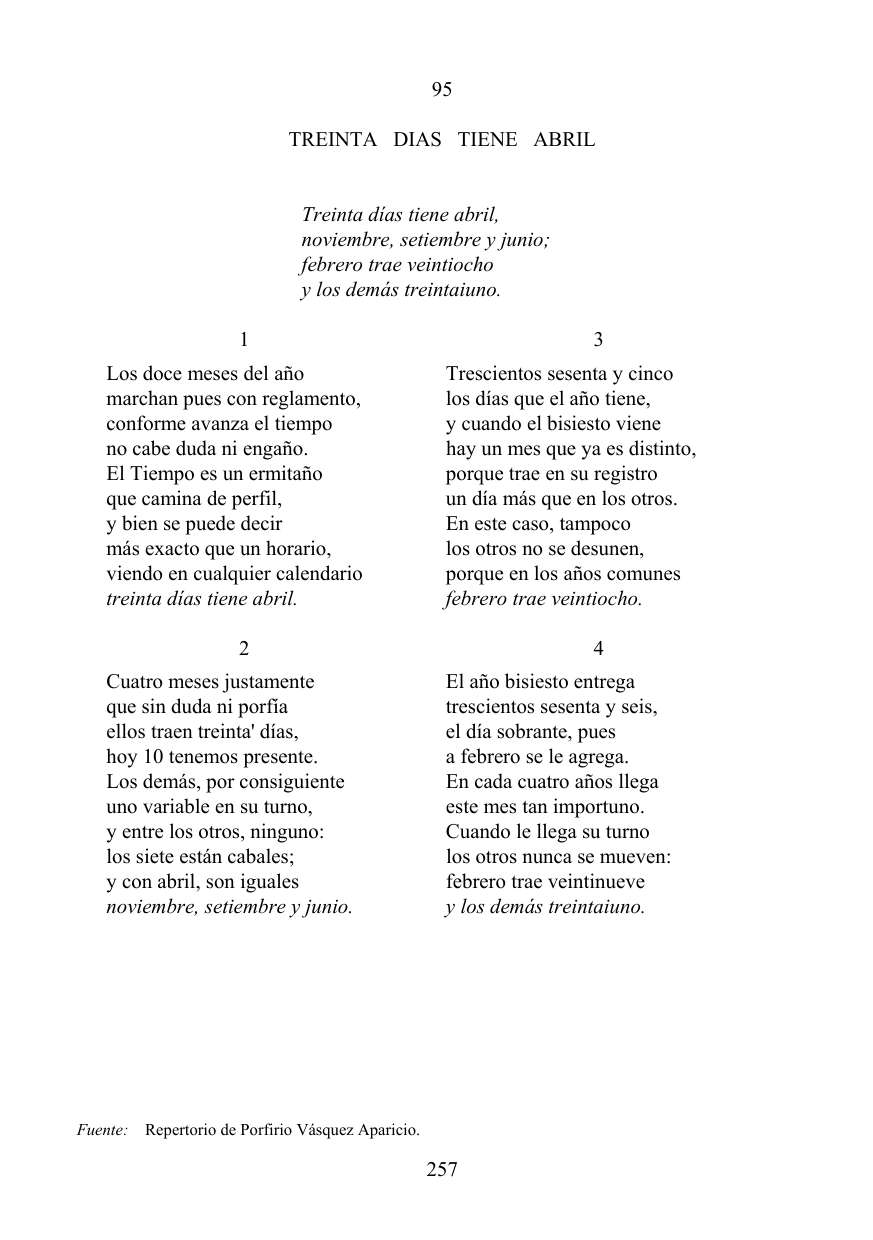 95
TREINTA DIAS TIENE ABRIL
Treinta días tiene abril,
noviembre, setiembre y junio;
febrero trae veintiocho
y los demás treintaiuno.
1
Los doce meses del año
marchan pues con reglamento,
conforme avanza el tiempo
no cabe duda ni engaño.
El Tiempo es un ermitaño
que camina de perfil,
y bien se puede decir
más exacto que un horario,
viendo en cualquier calendario
treinta días tiene abril.
2
Cuatro meses justamente
que sin duda ni porfía
ellos traen treinta' días,
hoy 10 tenemos presente.
Los demás, por consiguiente
uno variable en su turno,
y entre los otros, ninguno:
los siete están cabales;
y con abril, son iguales
noviembre, setiembre y junio.
3
Trescientos sesenta y cinco
los días que el año tiene,
y cuando el bisiesto viene
hay un mes que ya es distinto,
porque trae en su registro
un día más que en los otros.
En este caso, tampoco
los otros no se desunen,
porque en los años comunes
febrero trae veintiocho.
4
El año bisiesto entrega
trescientos sesenta y seis,
el día sobrante, pues
a febrero se le agrega.
En cada cuatro años llega
este mes tan importuno.
Cuando le llega su turno
los otros nunca se mueven:
febrero trae veintinueve
y los demás treintaiuno.
Fuente: Repertorio de Porfirio Vásquez Aparicio.
257